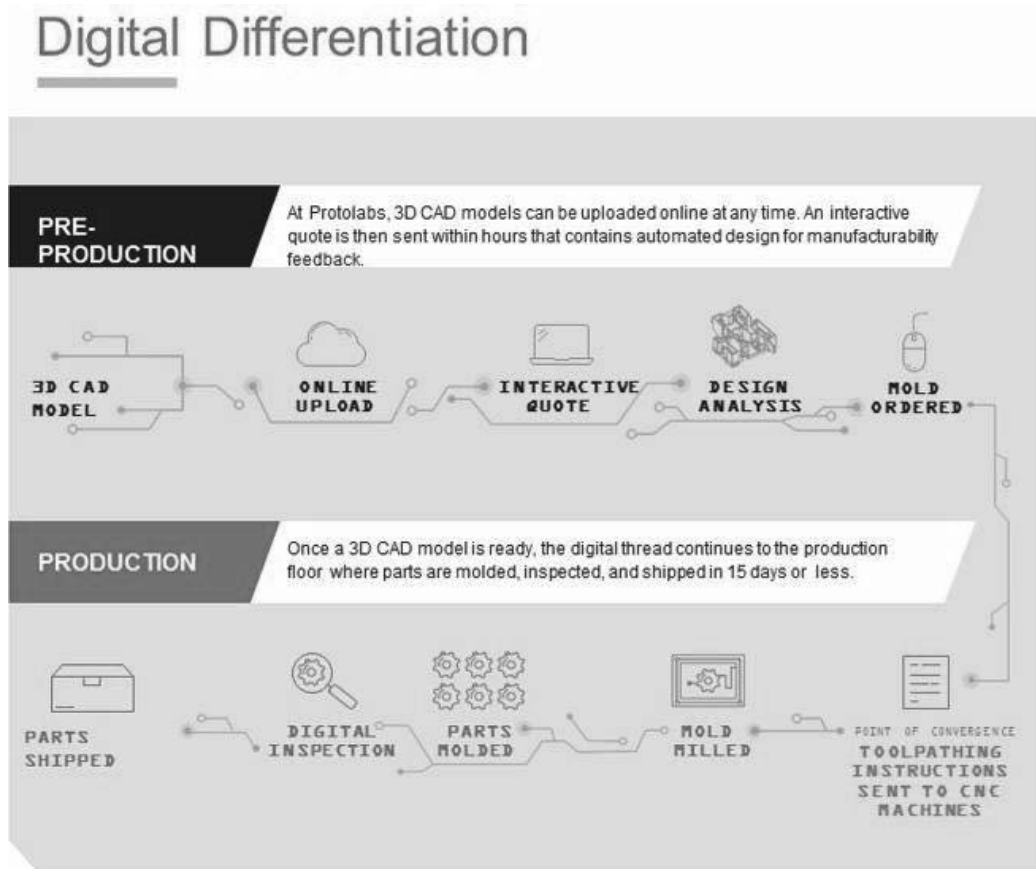 Digital Differentiation
PRE-
PRODUCTION
At Protolabs, 3D CAD models can be uploaded online at any time. An interactive
quote is then sent within hours that contains automated design for manufacturability
feedback.
3D CAD
MODEL
ONLINE
UPLOAD
INTERACTIVE
QUOTE
DESIGN
ANALYSIS
MOLD
ORDERED
PRODUCTION
Once a 3D CAD model is ready, the digital thread continues to the production
floor where parts are molded, inspected, and shipped in 15 days or less.
PARTS
SHIPPED
DIGITAL
INSPECTION
PARTS
MOLDED
MOLD
MILLED
POINT OF CONVERGENCE
TOOLPATHING
INSTRUCTIONS
SENT TO CNC
MACHINES